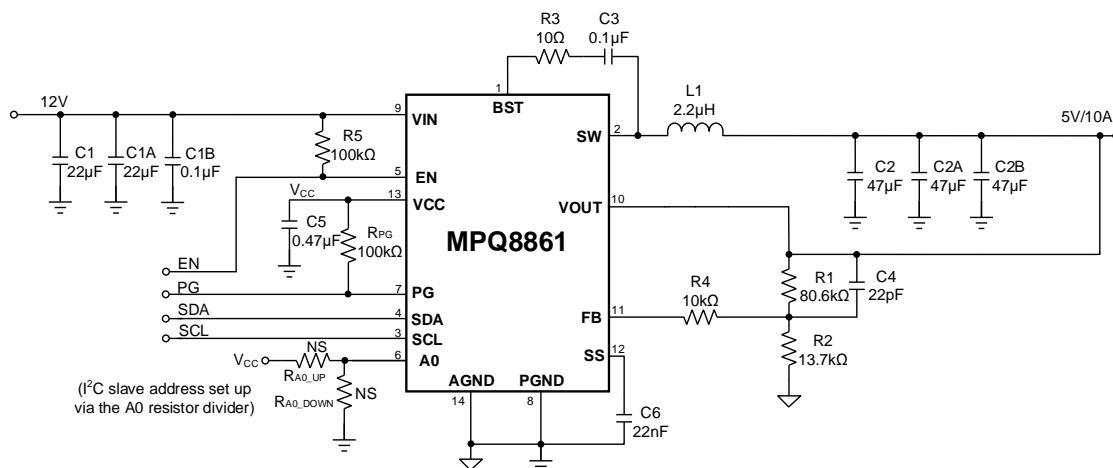 R3
10Ω
C3
0.1µF
1
BST
L1
2.2µH
12V
9
VIN
SW
2
5V/10A
C1
22µF
C1A
22µF
C1B
0.1µF
R5
100kΩ
C2
47µF
C2A
47µF
C2B
47µF
5
EN
VCC
13
VCC
VOUT
10
C5
0.47µF
RPG
100kΩ
MPQ8861
EN
PG
7
PG
SDA
4
SDA
SCL
3
SCL
R4
10kΩ
FB
11
R1
80.6kΩ
C4
22pF
R2
13.7kΩ
SS
12
VCC
NS
RA0_UP
6
A0
RA0_DOWN
NS
(I²C slave address set up
via the A0 resistor divider)
AGND
PGND
14
8
C6
22nF